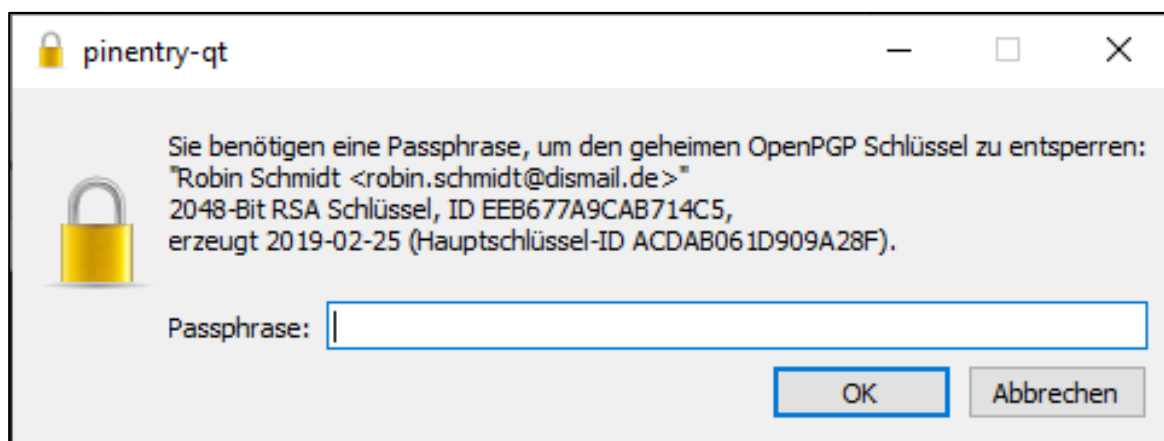 pinentry-qt
Sie benötigen eine Passphrase, um den geheimen OpenPGP Schlüssel zu entsperren:
"Robin Schmidt <robin.schmidt@dismail.de>"
2048-Bit RSA Schlüssel, ID EEB677A9CAB714C5,
erzeugt 2019-02-25 (Hauptschlüssel-ID ACDAB061D909A28F).
Passphrase:
OK Abbrechen